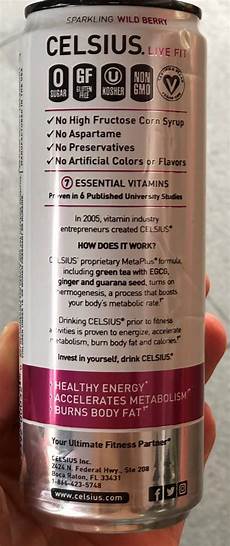 SPARKLING WILD BERRY
CELSIUS. LIVE FIT
0 SUGAR
GF GLUTEN FREE
U KOSHER
NON GMO
V
✓ No High Fructose Corn Syrup
✓ No Aspartame
✓ No Preservatives
✓ No Artificial Colors or Flavors
7 ESSENTIAL VITAMINS
Proven in 6 Published University Studies
In 2005, vitamin industry
entrepreneurs created CELSIUS®
HOW DOES IT WORK?
CELSIUS' proprietary MetaPlus® formula,
including green tea with EGCG,
ginger and guarana seed, turns on
thermogenesis, a process that boosts
your body's metabolic rate.*
Drinking CELSIUS® prior to fitness
activities is proven to energize, accelerate
metabolism, burn body fat and calories.*
Invest in yourself, drink CELSIUS.®
› HEALTHY ENERGY*
› ACCELERATES METABOLISM*
› BURNS BODY FAT*
Your Ultimate Fitness Partner®
CELSIUS Inc.
2424 N. Federal Hwy., Ste 208
Boca Raton, FL 33431
1-866-423-5748
www.celsius.com